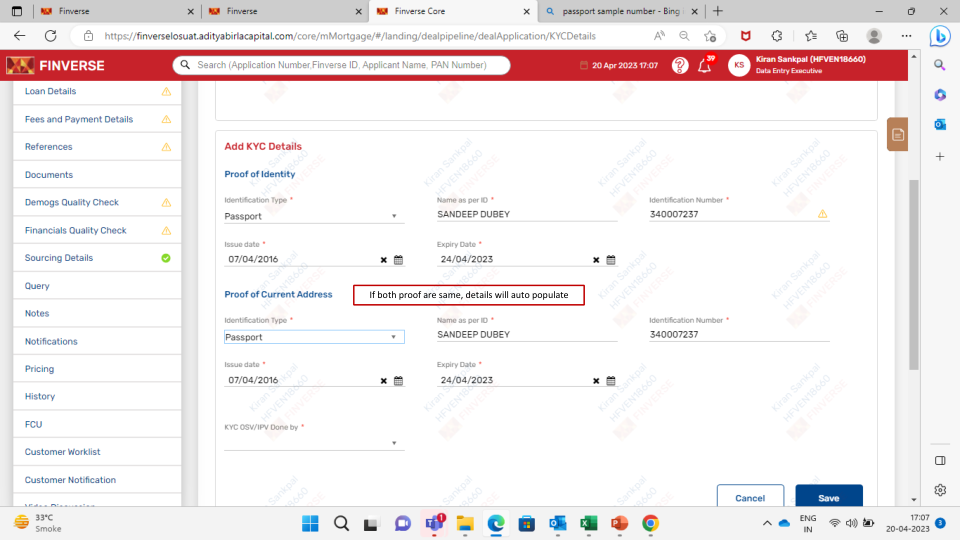 Finverse
Finverse
Finverse Core
passport sample number - Bing
https://finverselosuat.adityabirlacapital.com/core/mMortgage/#/landing/dealpipeline/dealApplication/KYCDetails
FINVERSE
Search (Application Number,Finverse ID, Applicant Name, PAN Number)
20 Apr 2023 17:07
39
KS
Kiran Sankpal (HFVEN18660)
Data Entry Executive
Loan Details
Fees and Payment Details
References
Documents
Demogs Quality Check
Financials Quality Check
Sourcing Details
Query
Notes
Notifications
Pricing
History
FCU
Customer Worklist
Customer Notification
Video Discussion
Add KYC Details
Proof of Identity
Identification Type *
Name as per ID *
Identification Number *
Passport
SANDEEP DUBEY
340007237
Issue date *
Expiry Date *
07/04/2016
24/04/2023
Proof of Current Address
If both proof are same, details will auto populate
Identification Type *
Name as per ID *
Identification Number *
Passport
SANDEEP DUBEY
340007237
Issue date *
Expiry Date *
07/04/2016
24/04/2023
KYC OSV/IPV Done by *
Cancel
Save
Kiran Sankpal
HFVEN18660
FINVERSE
33°C
Smoke
1
ENG
IN
17:07
20-04-2023
3